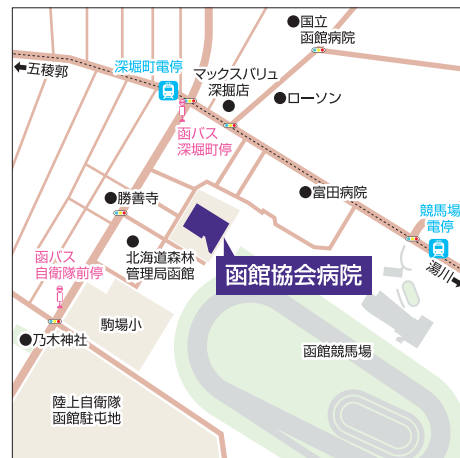 国立
函館病院
深堀町電停
マックスバリュ
深掘店
五稜郭
ローソン
函バス
深堀町停
勝善寺
富田病院
競馬場
電停
北海道森林
管理局函館
函バス
自衛隊前停
函館協会病院
湯川
駒場小
乃木神社
函館競馬場
陸上自衛隊
函館駐屯地